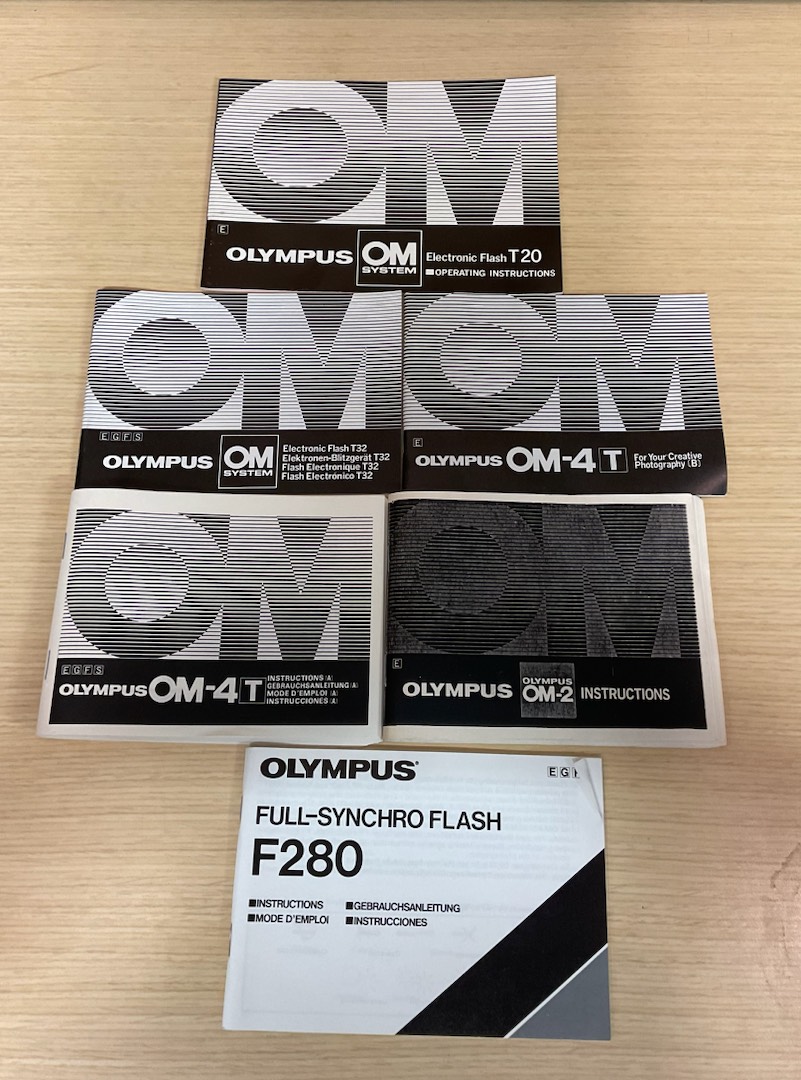 OM
E
OLYMPUS OM SYSTEM Electronic Flash T20
■OPERATING INSTRUCTIONS
OM
E G F S
OLYMPUS OM SYSTEM
Electronic Flash T32
Elektronen-Blitzgerät T32
Flash Electronique T32
Flash Electrónico T32
OM
E
OLYMPUS OM-4 T
For Your Creative
Photography (B)
OM
E G F S
OLYMPUS OM-4 T
INSTRUCTIONS (A)
GEBRAUCHSANLEITUNG (A)
MODE D'EMPLOI (A)
INSTRUCCIONES (A)
OM
E
OLYMPUS OLYMPUS OM-2 INSTRUCTIONS
OLYMPUS®
E G
FULL-SYNCHRO FLASH
F280
■INSTRUCTIONS ■GEBRAUCHSANLEITUNG
■MODE D'EMPLOI ■INSTRUCCIONES